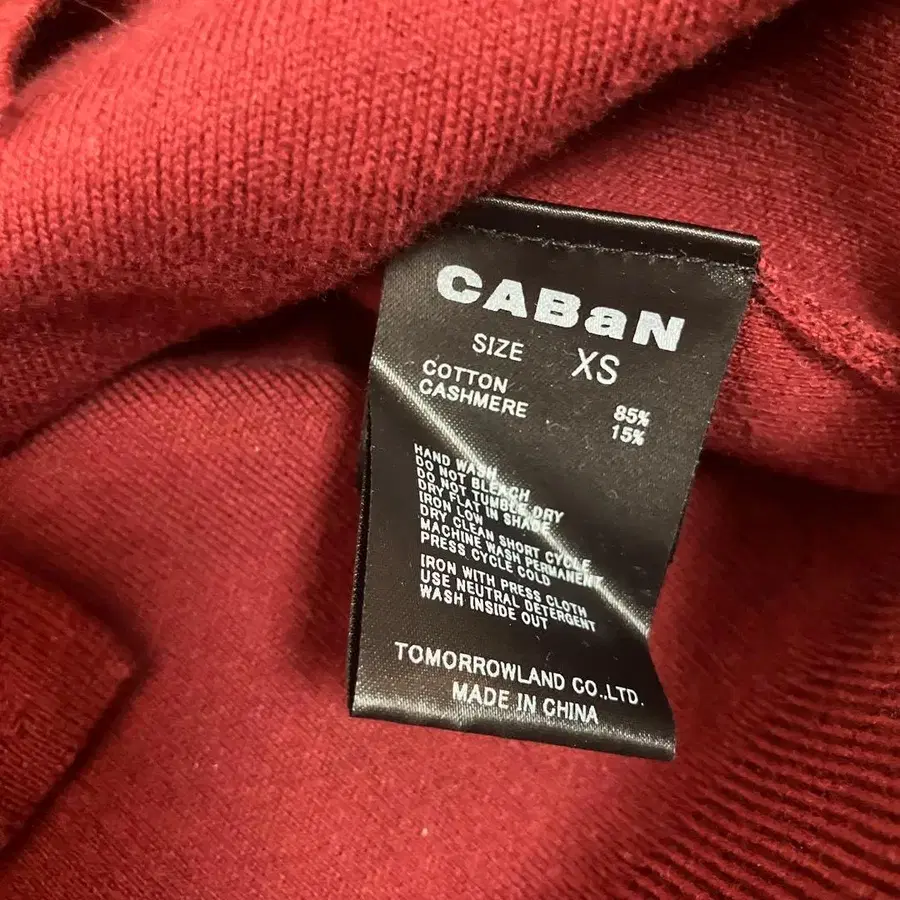 CABaN
SIZE XS
COTTON 85%
CASHMERE 15%
HAND WASH
DO NOT BLEACH
DO NOT TUMBLE DRY
DRY FLAT IN SHADE
IRON LOW
DRY CLEAN SHORT CYCLE
MACHINE WASH PERMANENT
PRESS CYCLE COLD
IRON WITH PRESS CLOTH
USE NEUTRAL DETERGENT
WASH INSIDE OUT
TOMORROWLAND CO.,LTD.
MADE IN CHINA